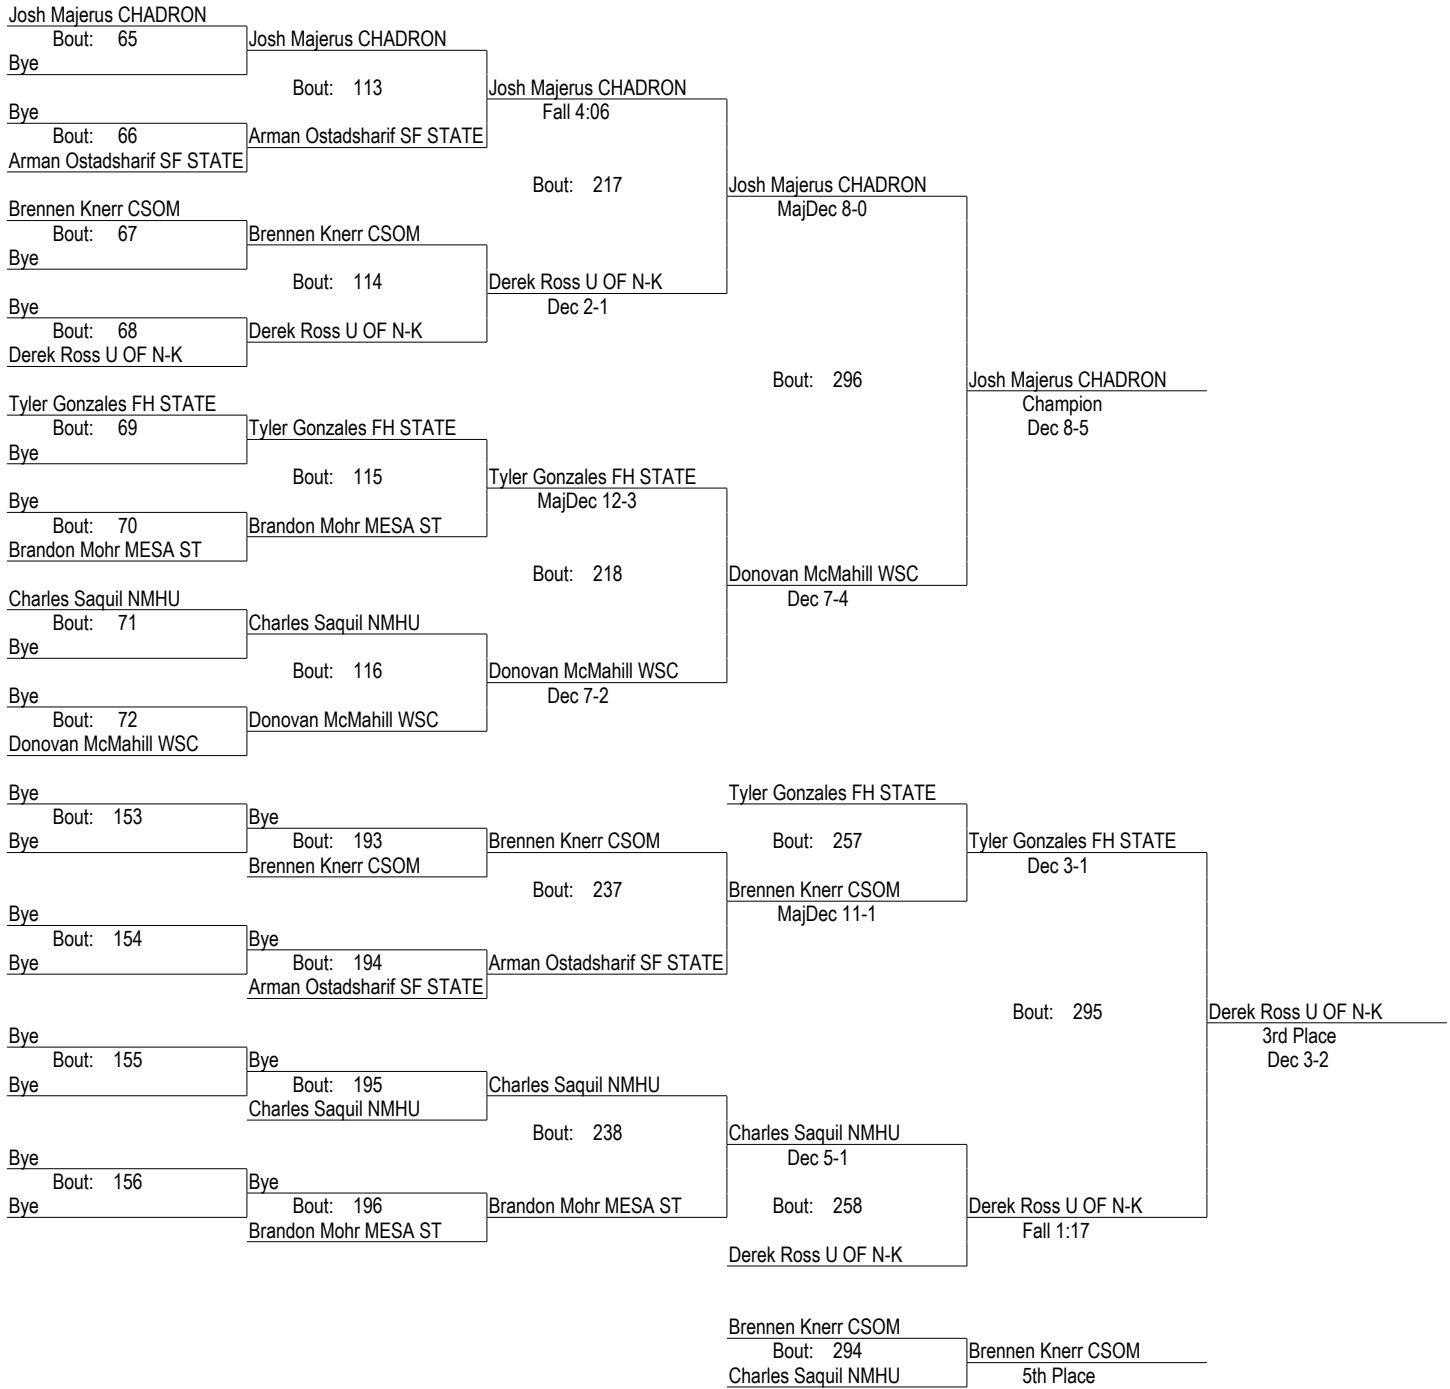 Josh Majerus CHADRON
Bout: 65
Bye
Josh Majerus CHADRON
Bout: 113
Bye
Bout: 66
Arman Ostadsharif SF STATE
Arman Ostadsharif SF STATE
Josh Majerus CHADRON
Fall 4:06
Bout: 217
Brennen Knerr CSOM
Bout: 67
Bye
Brennen Knerr CSOM
Bout: 114
Bye
Bout: 68
Derek Ross U OF N-K
Derek Ross U OF N-K
Derek Ross U OF N-K
Dec 2-1
Josh Majerus CHADRON
MajDec 8-0
Bout: 296
Josh Majerus CHADRON
Champion
Dec 8-5
Tyler Gonzales FH STATE
Bout: 69
Bye
Tyler Gonzales FH STATE
Bout: 115
Bye
Bout: 70
Brandon Mohr MESA ST
Brandon Mohr MESA ST
Tyler Gonzales FH STATE
MajDec 12-3
Bout: 218
Charles Saquil NMHU
Bout: 71
Bye
Charles Saquil NMHU
Bout: 116
Bye
Bout: 72
Donovan McMahill WSC
Donovan McMahill WSC
Donovan McMahill WSC
Dec 7-2
Donovan McMahill WSC
Dec 7-4
Bye
Bout: 153
Bye
Bye
Bout: 193
Brennen Knerr CSOM
Brennen Knerr CSOM
Bout: 237
Bye
Bout: 154
Bye
Bye
Bout: 194
Arman Ostadsharif SF STATE
Arman Ostadsharif SF STATE
Tyler Gonzales FH STATE
Bout: 257
Brennen Knerr CSOM
MajDec 11-1
Tyler Gonzales FH STATE
Dec 3-1
Bout: 295
Derek Ross U OF N-K
3rd Place
Dec 3-2
Bye
Bout: 155
Bye
Bye
Bout: 195
Charles Saquil NMHU
Charles Saquil NMHU
Bout: 238
Bye
Bout: 156
Bye
Bye
Bout: 196
Brandon Mohr MESA ST
Brandon Mohr MESA ST
Charles Saquil NMHU
Dec 5-1
Bout: 258
Derek Ross U OF N-K
Derek Ross U OF N-K
Fall 1:17
Brennen Knerr CSOM
Bout: 294
Charles Saquil NMHU
Brennen Knerr CSOM
5th Place